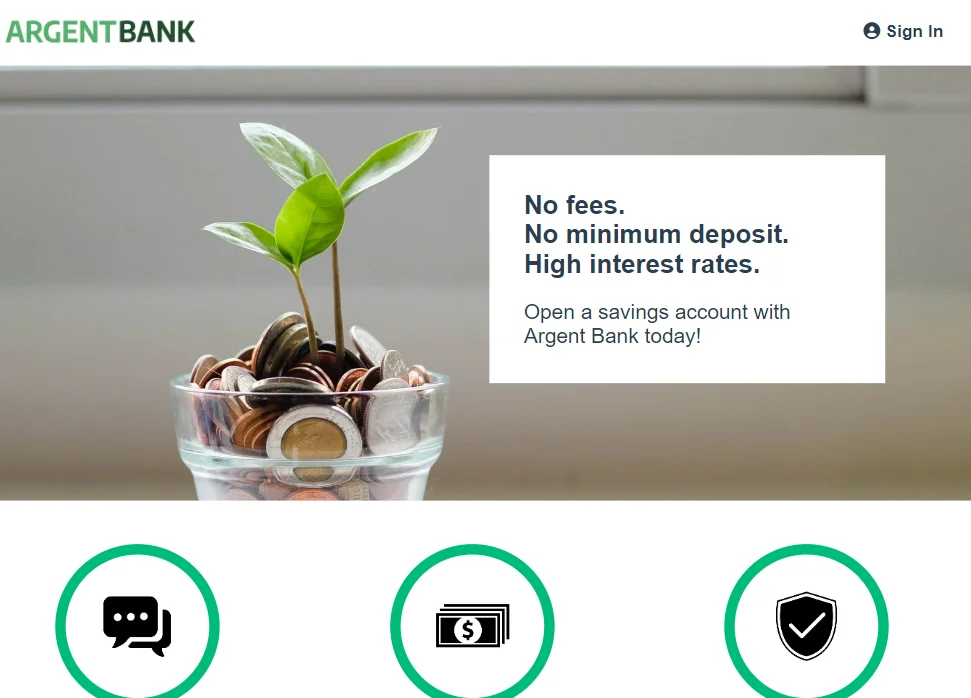 ARGENTBANK
Sign In
No fees.
No minimum deposit.
High interest rates.
Open a savings account with
Argent Bank today!
$